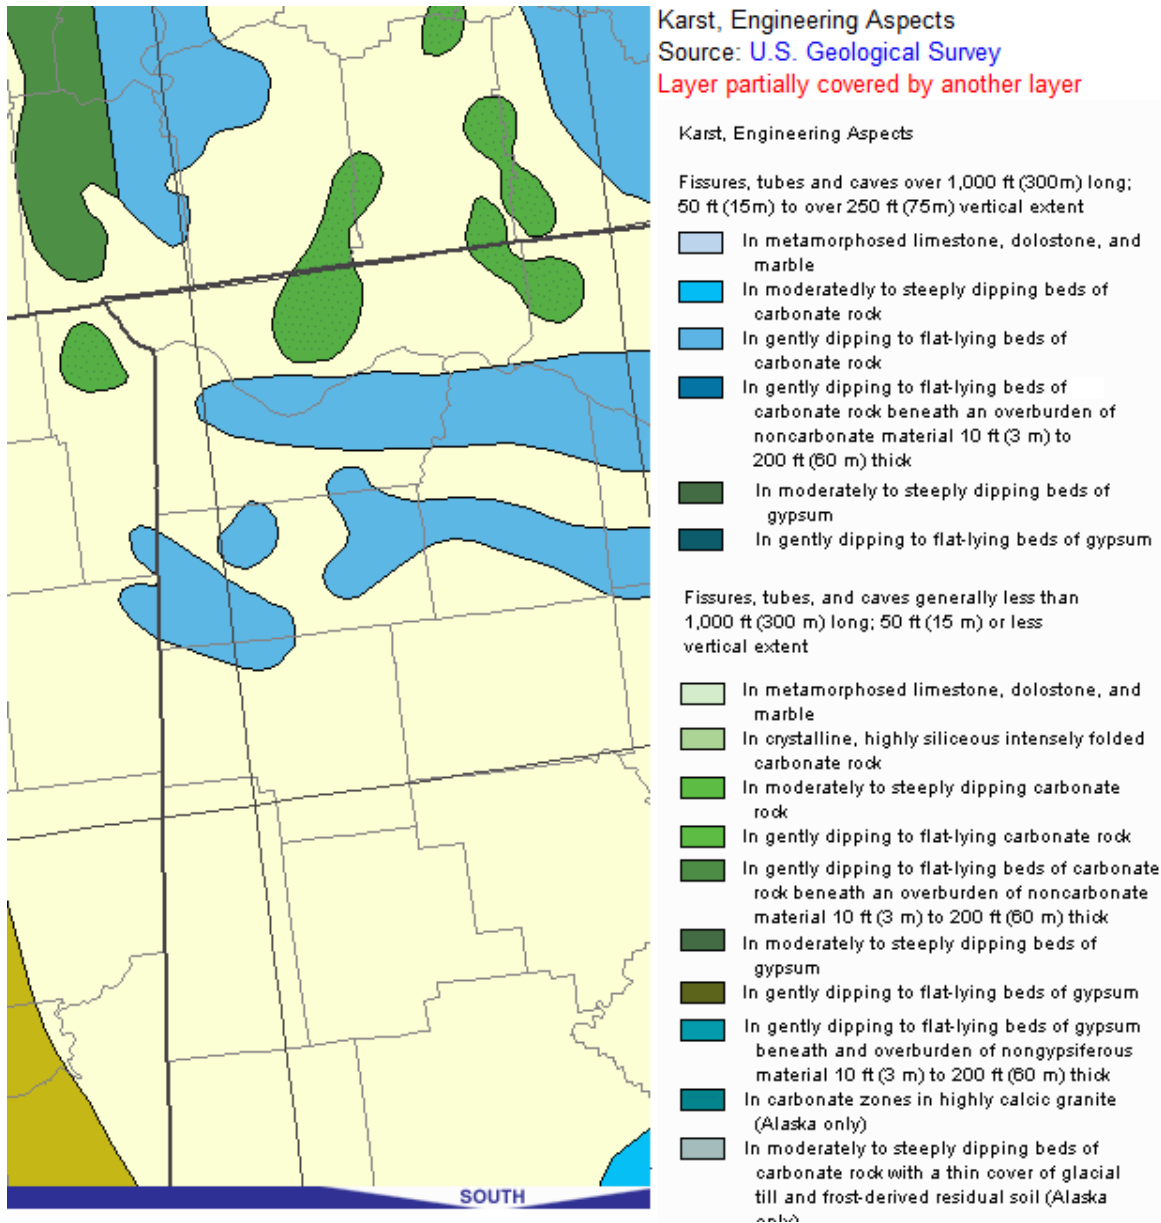 Karst, Engineering Aspects
Source: U.S. Geological Survey
Layer partially covered by another layer
Karst, Engineering Aspects
Fissures, tubes and caves over 1,000 ft (300m) long;
50 ft (15m) to over 250 ft (75m) vertical extent
In metamorphosed limestone, dolostone, and
marble
In moderatedly to steeply dipping beds of
carbonate rock
In gently dipping to flat-lying beds of
carbonate rock
In gently dipping to flat-lying beds of
carbonate rock beneath an overburden of
noncarbonate material 10 ft (3 m) to
200 ft (60 m) thick
In moderately to steeply dipping beds of
gypsum
In gently dipping to flat-lying beds of gypsum
Fissures, tubes, and caves generally less than
1,000 ft (300 m) long; 50 ft (15 m) or less
vertical extent
In metamorphosed limestone, dolostone, and
marble
In crystalline, highly siliceous intensely folded
carbonate rock
In moderately to steeply dipping carbonate
rock
In gently dipping to flat-lying carbonate rock
In gently dipping to flat-lying beds of carbonate
rock beneath an overburden of noncarbonate
material 10 ft (3 m) to 200 ft (60 m) thick
In moderately to steeply dipping beds of
gypsum
In gently dipping to flat-lying beds of gypsum
In gently dipping to flat-lying beds of gypsum
beneath and overburden of nongypsiferous
material 10 ft (3 m) to 200 ft (60 m) thick
In carbonate zones in highly calcic granite
(Alaska only)
In moderately to steeply dipping beds of
carbonate rock with a thin cover of glacial
till and frost-derived residual soil (Alaska
only)
SOUTH